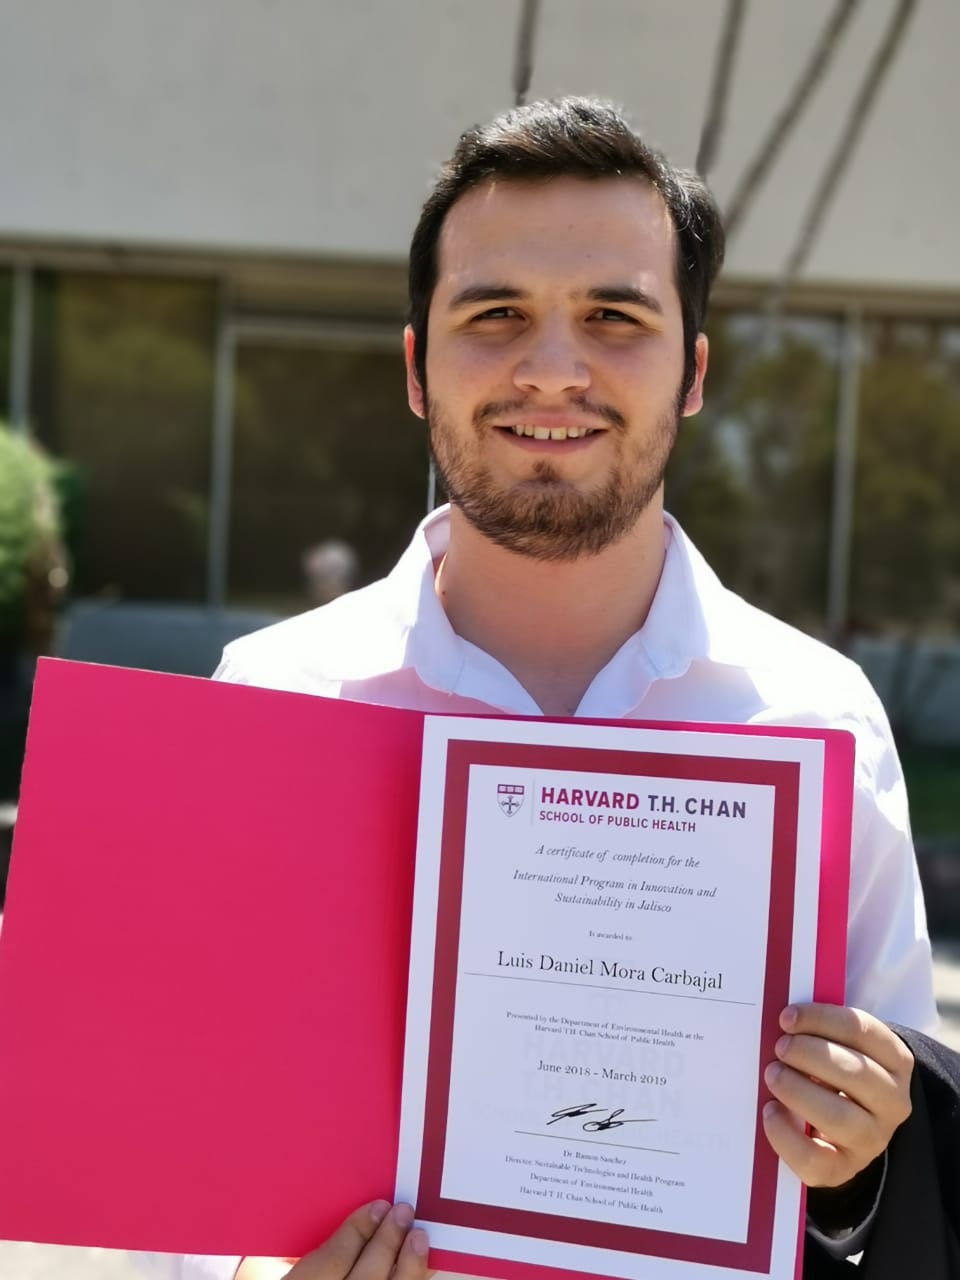 HARVARD T.H. CHAN
SCHOOL OF PUBLIC HEALTH
A certificate of completion for the
International Program in Innovation and
Sustainability in Jalisco
Is awarded to:
Luis Daniel Mora Carbajal
Presented by the Department of Environmental Health at the
Harvard T.H. Chan School of Public Health
June 2018 - March 2019
Dr. Ramon Sanchez
Director: Sustainable Technologies and Health Program
Department of Environmental Health
Harvard T. H. Chan School of Public Health